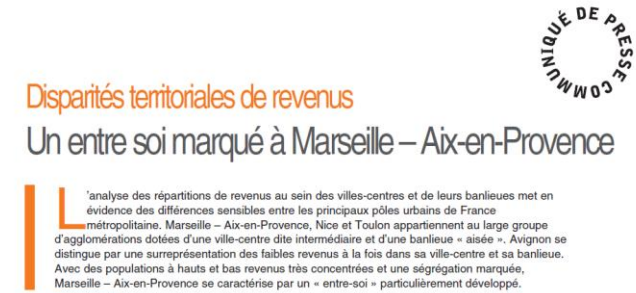 COMMUNIQUÉ DE PRESSE
Disparités territoriales de revenus
Un entre soi marqué à Marseille – Aix-en-Provence
L'analyse des répartitions de revenus au sein des villes-centres et de leurs banlieues met en
évidence des différences sensibles entre les principaux pôles urbains de France
métropolitaine. Marseille – Aix-en-Provence, Nice et Toulon appartiennent au large groupe
d'agglomérations dotées d'une ville-centre dite intermédiaire et d'une banlieue « aisée ». Avignon se
distingue par une surreprésentation des faibles revenus à la fois dans sa ville-centre et sa banlieue.
Avec des populations à hauts et bas revenus très concentrées et une ségrégation marquée,
Marseille – Aix-en-Provence se caractérise par un « entre-soi » particulièrement développé.